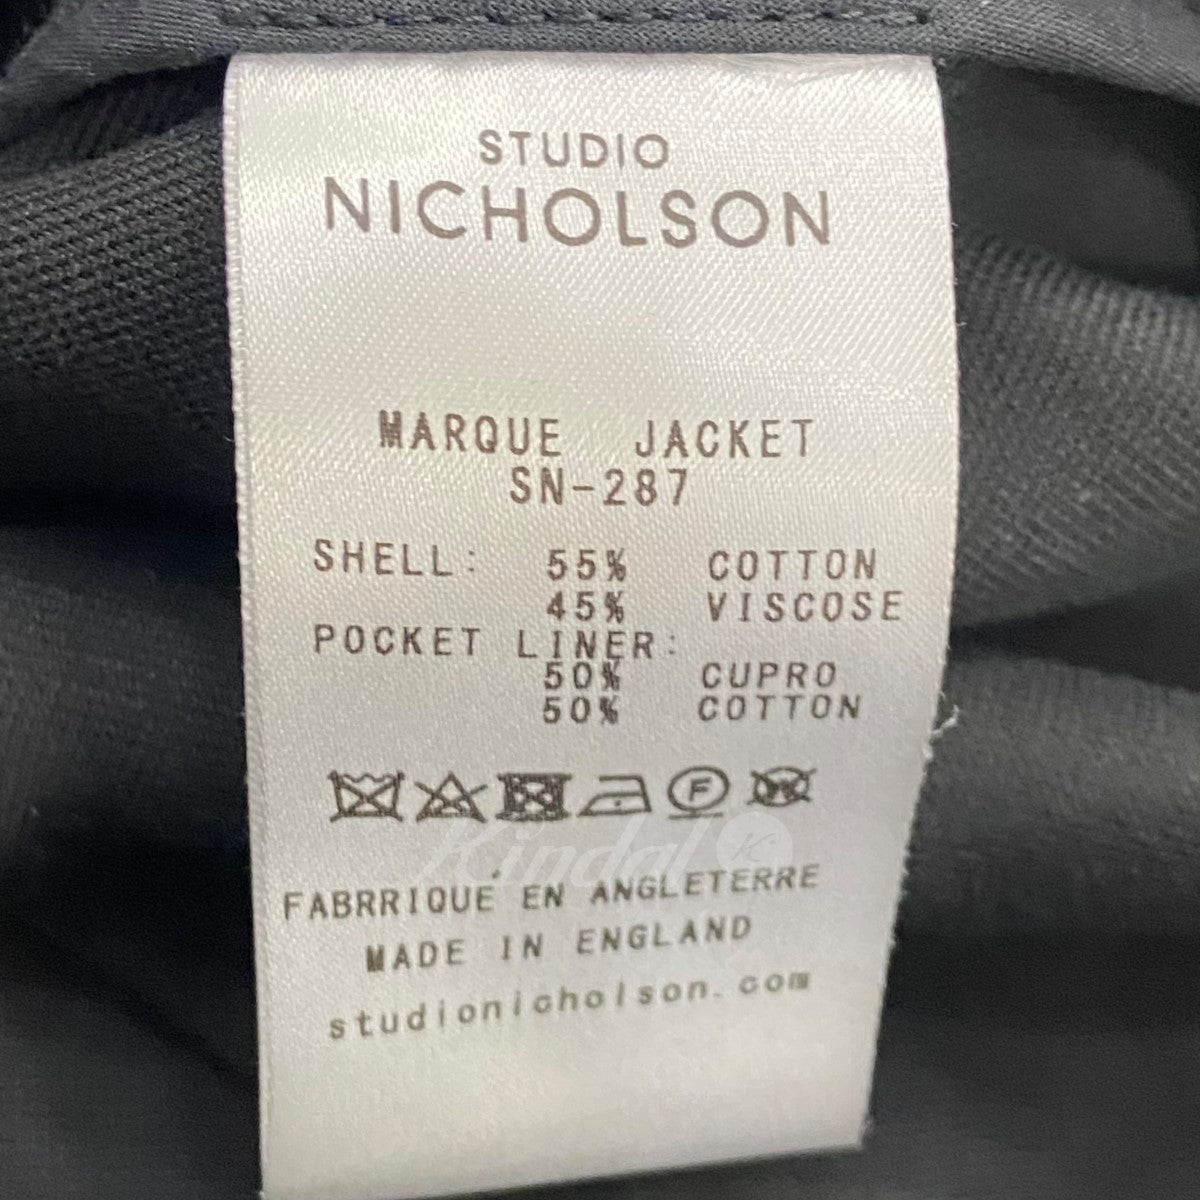 STUDIO
NICHOLSON
MARQUE JACKET
SN-287
SHELL: 55% COTTON
45% VISCOSE
POCKET LINER:
50% CUPRO
50% COTTON
F
W
Kindal K
FABRRIQUÉ EN ANGLETERRE
MADE IN ENGLAND
studionicholson.com